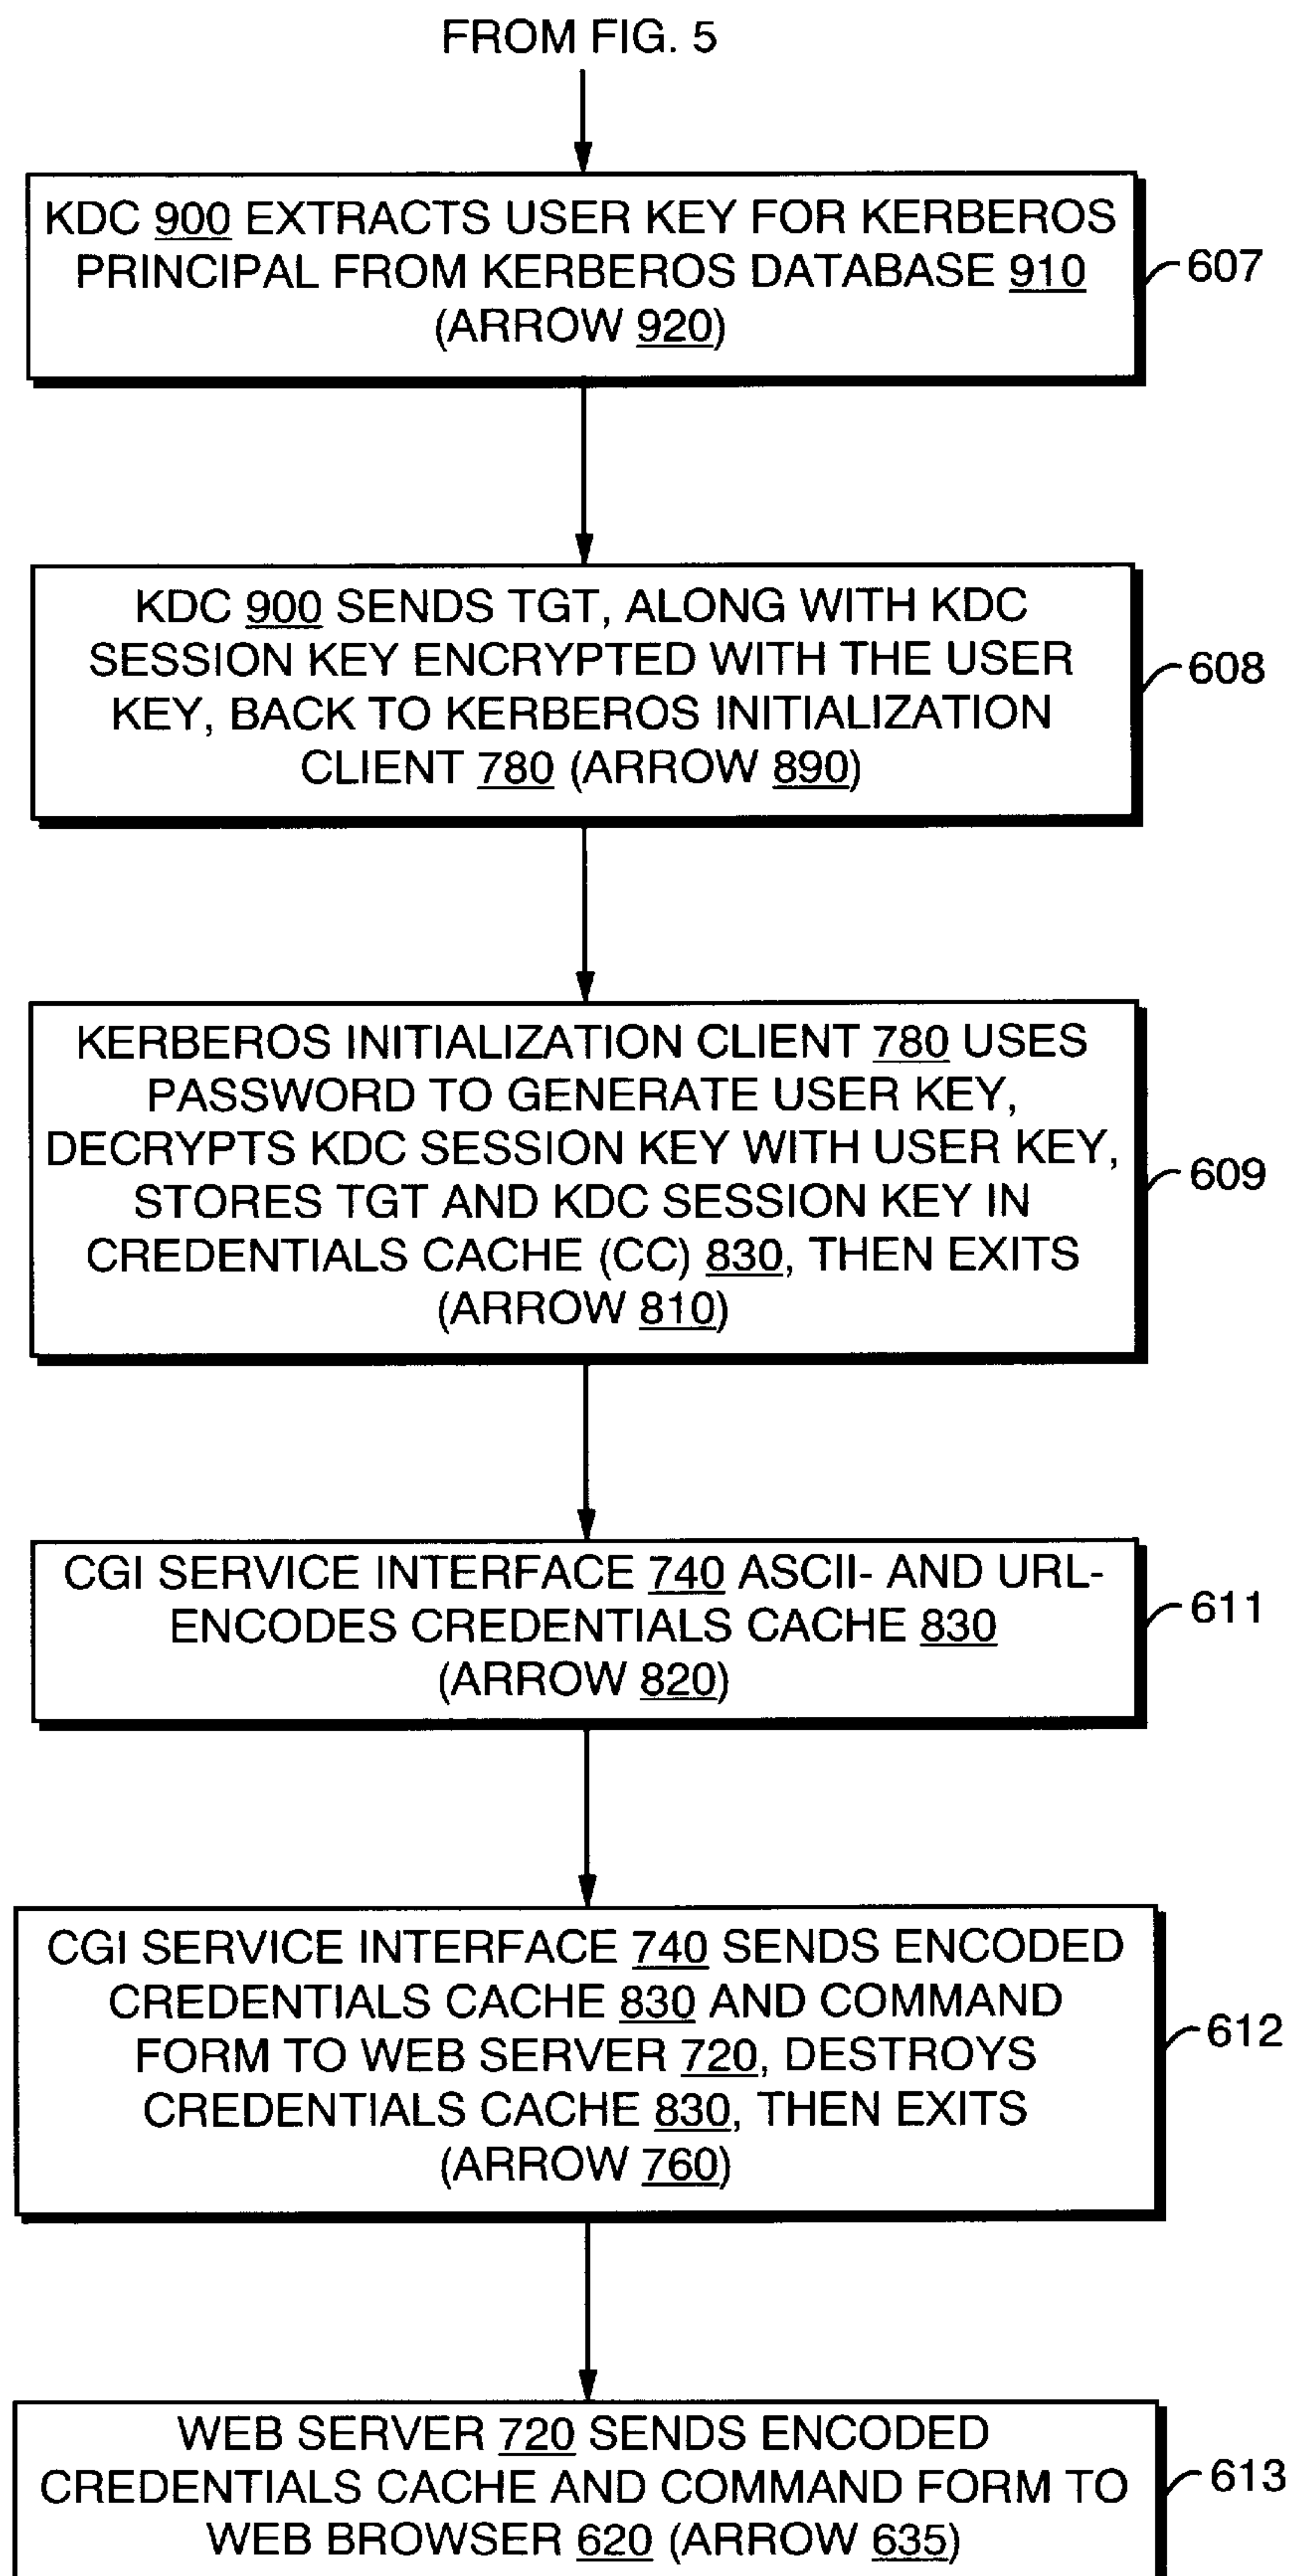 FROM FIG. 5
KDC 900 EXTRACTS USER KEY FOR KERBEROS
PRINCIPAL FROM KERBEROS DATABASE 910
(ARROW 920)
607
KDC 900 SENDS TGT, ALONG WITH KDC
SESSION KEY ENCRYPTED WITH THE USER
KEY, BACK TO KERBEROS INITIALIZATION
CLIENT 780 (ARROW 890)
608
KERBEROS INITIALIZATION CLIENT 780 USES
PASSWORD TO GENERATE USER KEY,
DECRYPTS KDC SESSION KEY WITH USER KEY,
STORES TGT AND KDC SESSION KEY IN
CREDENTIALS CACHE (CC) 830, THEN EXITS
(ARROW 810)
609
CGI SERVICE INTERFACE 740 ASCII- AND URL-
ENCODES CREDENTIALS CACHE 830
(ARROW 820)
611
CGI SERVICE INTERFACE 740 SENDS ENCODED
CREDENTIALS CACHE 830 AND COMMAND
FORM TO WEB SERVER 720, DESTROYS
CREDENTIALS CACHE 830, THEN EXITS
(ARROW 760)
612
WEB SERVER 720 SENDS ENCODED
CREDENTIALS CACHE AND COMMAND FORM TO
WEB BROWSER 620 (ARROW 635)
613